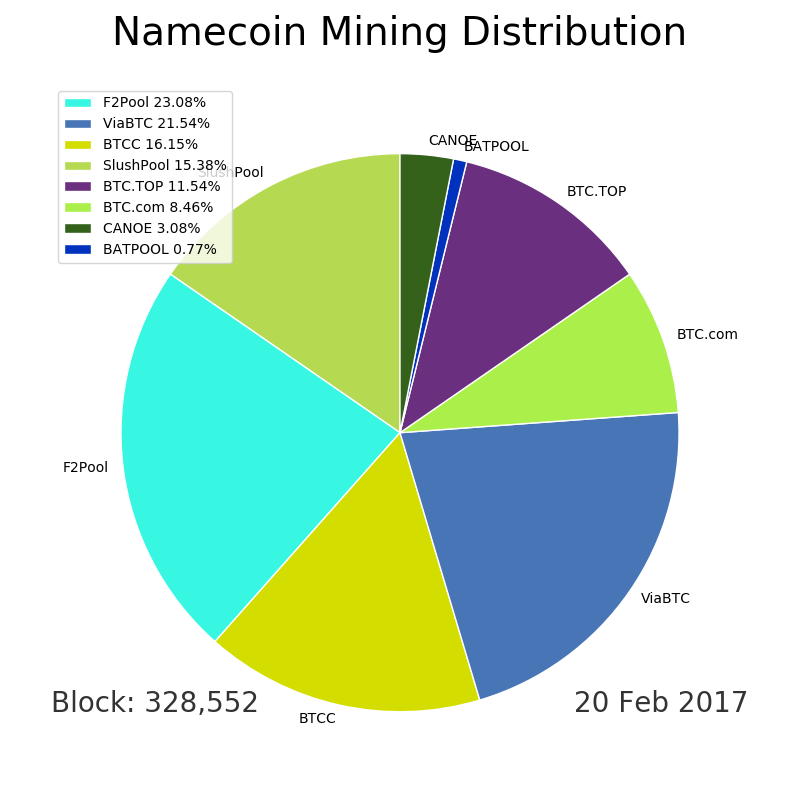 Namecoin Mining Distribution
F2Pool 23.08%
ViaBTC 21.54%
BTCC 16.15%
SlushPool 15.38%
BTC.TOP 11.54%
BTC.com 8.46%
CANOE 3.08%
BATPOOL 0.77%
CANOE
BATPOOL
SlushPool
BTC.TOP
BTC.com
F2Pool
ViaBTC
BTCC
Block: 328,552
20 Feb 2017